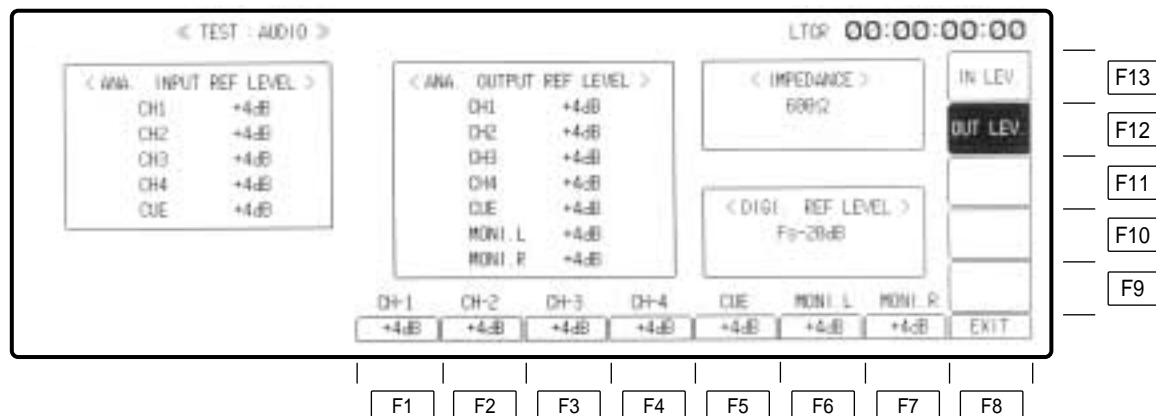 ≪ TEST : AUDIO ≫
LTCR 00:00:00:00
< ANA. INPUT REF LEVEL >
CH1 +4dB
CH2 +4dB
CH3 +4dB
CH4 +4dB
CUE +4dB
< ANA. OUTPUT REF LEVEL >
CH1 +4dB
CH2 +4dB
CH3 +4dB
CH4 +4dB
CUE +4dB
MONI.L +4dB
MONI.R +4dB
< IMPEDANCE >
600Ω
< DIGI. REF LEVEL >
Fs-20dB
IN LEV.
OUT LEV.
F13
F12
F11
F10
F9
CH-1 CH-2 CH-3 CH-4 CUE MONI.L MONI.R
+4dB +4dB +4dB +4dB +4dB +4dB +4dB EXIT
F1 F2 F3 F4 F5 F6 F7 F8